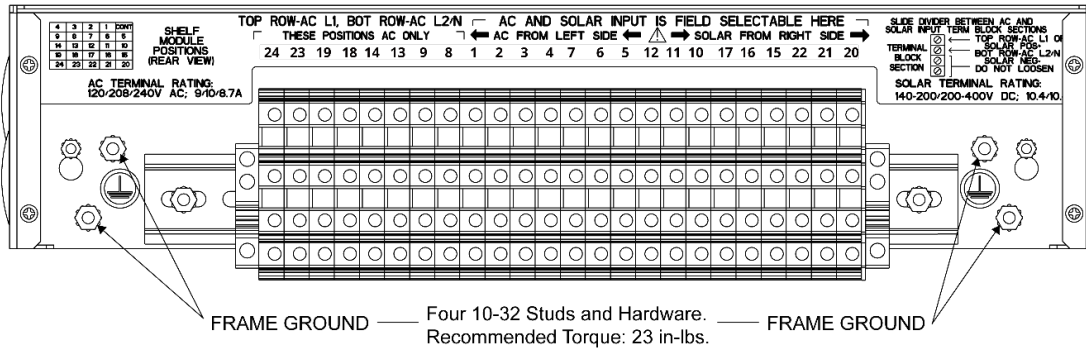 4 3 2 1 CONT
9 8 7 6 5
14 13 12 11 10
19 18 17 16 15
24 23 22 21 20
SHELF
MODULE
POSITIONS
(REAR VIEW)
AC TERMINAL RATING:
120/208/240V AC; 9/10/8.7A
TOP ROW-AC L1, BOT ROW-AC L2/N
THESE POSITIONS AC ONLY
AC AND SOLAR INPUT IS FIELD SELECTABLE HERE
AC FROM LEFT SIDE
SOLAR FROM RIGHT SIDE
24 23 19 18 14 13 9 8 1 2 3 4 7 6 5 12 11 10 17 16 15 22 21 20
SLIDE DIVIDER BETWEEN AC AND
SOLAR INPUT TERM BLOCK SECTIONS
TERMINAL
BLOCK
SECTION
TOP ROW-AC L1 OR
SOLAR POS-
BOT ROW-AC L2/N
SOLAR NEG-
DO NOT LOOSEN
SOLAR TERMINAL RATING:
140-200/200-400V DC; 10.4/10.
FRAME GROUND
Four 10-32 Studs and Hardware.
Recommended Torque: 23 in-lbs.
FRAME GROUND